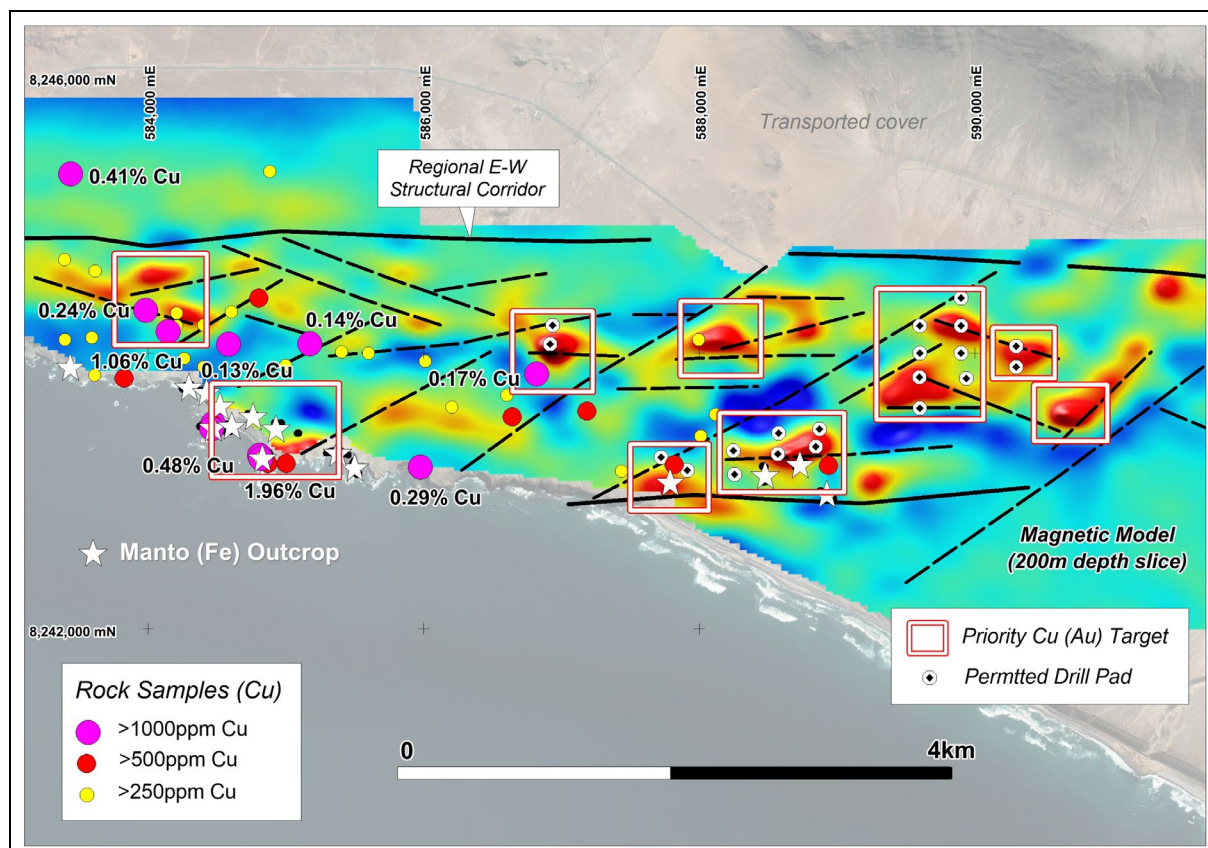 8,246,000 mN
584,000 mE
586,000 mE
588,000 mE
590,000 mE
Transported cover
Regional E-W
Structural Corridor
0.41% Cu
0.24% Cu
0.14% Cu
1.06% Cu
0.13% Cu
0.17% Cu
0.48% Cu
1.96% Cu
0.29% Cu
Manto (Fe) Outcrop
Magnetic Model
(200m depth slice)
8,242,000 mN
Priority Cu (Au) Target
Permtted Drill Pad
Rock Samples (Cu)
>1000ppm Cu
>500ppm Cu
>250ppm Cu
0
4km